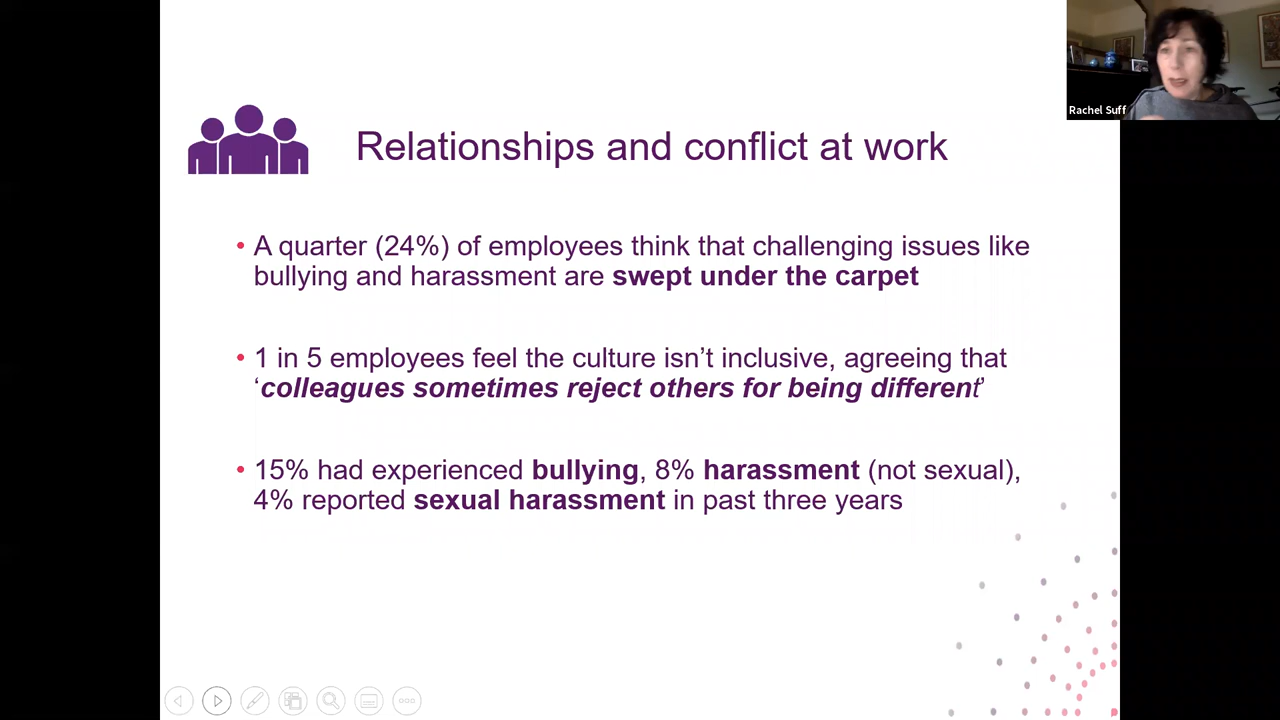 Rachel Suff
Relationships and conflict at work
• A quarter (24%) of employees think that challenging issues like
bullying and harassment are swept under the carpet
• 1 in 5 employees feel the culture isn’t inclusive, agreeing that
‘colleagues sometimes reject others for being different’
• 15% had experienced bullying, 8% harassment (not sexual),
4% reported sexual harassment in past three years